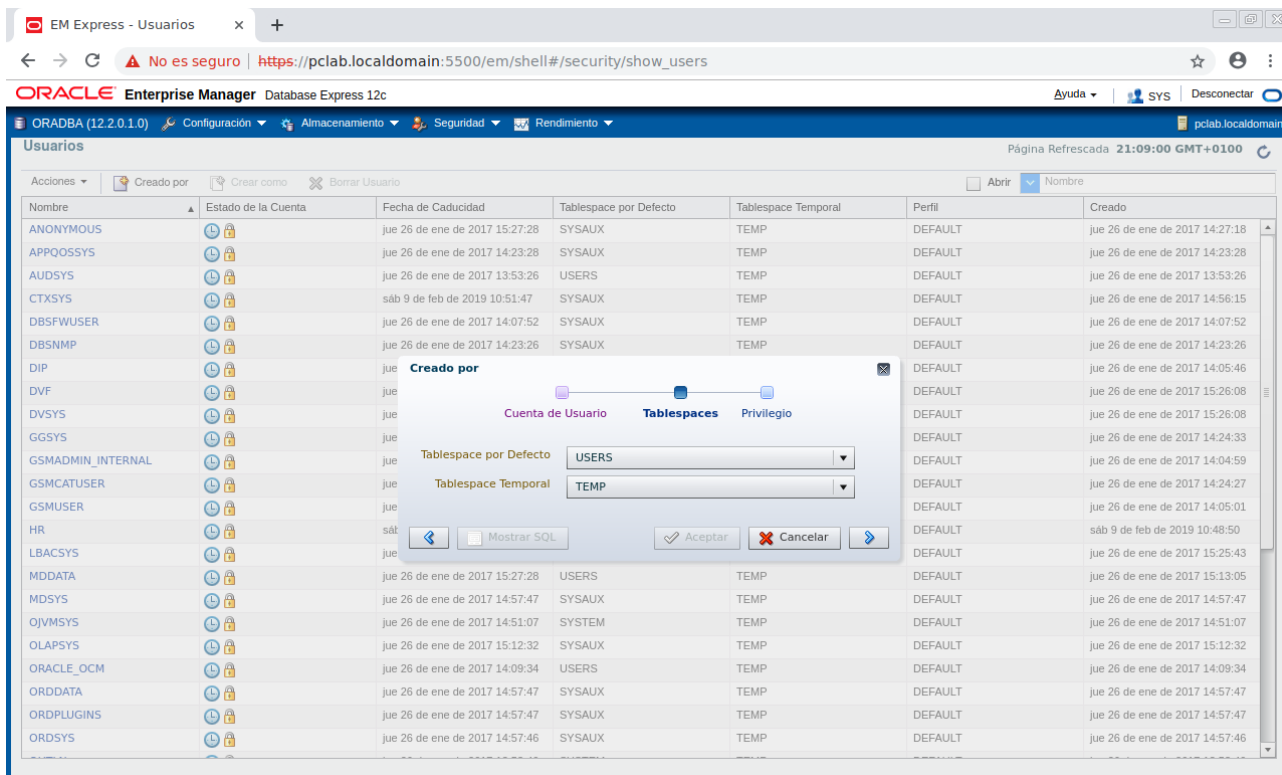 EM Express - Usuarios
No es seguro | https://pclab.localdomain:5500/em/shell#/security/show_users
ORACLE Enterprise Manager Database Express 12c Ayuda SYS Desconectar
ORADBA (12.2.0.1.0) Configuración Almacenamiento Seguridad Rendimiento pclab.localdomain
Usuarios Página Refrescada 21:09:00 GMT+0100
Acciones Creado por Crear como Borrar Usuario Abrir Nombre
Nombre Estado de la Cuenta Fecha de Caducidad Tablespace por Defecto Tablespace Temporal Perfil Creado
ANONYMOUS jue 26 de ene de 2017 15:27:28 SYSAUX TEMP DEFAULT jue 26 de ene de 2017 14:27:18
APPQOSSYS jue 26 de ene de 2017 14:23:28 SYSAUX TEMP DEFAULT jue 26 de ene de 2017 14:23:28
AUDSYS jue 26 de ene de 2017 13:53:26 USERS TEMP DEFAULT jue 26 de ene de 2017 13:53:26
CTXSYS sáb 9 de feb de 2019 10:51:47 SYSAUX TEMP DEFAULT jue 26 de ene de 2017 14:56:15
DBSFWUSER jue 26 de ene de 2017 14:07:52 SYSAUX TEMP DEFAULT jue 26 de ene de 2017 14:07:52
DBSNMP jue 26 de ene de 2017 14:23:26 SYSAUX TEMP DEFAULT jue 26 de ene de 2017 14:23:26
DIP jue DEFAULT jue 26 de ene de 2017 14:05:46
DVF jue DEFAULT jue 26 de ene de 2017 15:26:08
DVSYS jue DEFAULT jue 26 de ene de 2017 15:26:08
GGSYS jue DEFAULT jue 26 de ene de 2017 14:24:33
GSMADMIN_INTERNAL jue DEFAULT jue 26 de ene de 2017 14:04:59
GSMCATUSER jue DEFAULT jue 26 de ene de 2017 14:24:27
GSMUSER jue DEFAULT jue 26 de ene de 2017 14:05:01
HR sáb DEFAULT sáb 9 de feb de 2019 10:48:50
LBACSYS jue DEFAULT jue 26 de ene de 2017 15:25:43
MDDATA jue 26 de ene de 2017 15:27:28 USERS TEMP DEFAULT jue 26 de ene de 2017 15:13:05
MDSYS jue 26 de ene de 2017 14:57:47 SYSAUX TEMP DEFAULT jue 26 de ene de 2017 14:57:47
OJVMSYS jue 26 de ene de 2017 14:51:07 SYSTEM TEMP DEFAULT jue 26 de ene de 2017 14:51:07
OLAPSYS jue 26 de ene de 2017 15:12:32 SYSAUX TEMP DEFAULT jue 26 de ene de 2017 15:12:32
ORACLE_OCM jue 26 de ene de 2017 14:09:34 USERS TEMP DEFAULT jue 26 de ene de 2017 14:09:34
ORDDATA jue 26 de ene de 2017 14:57:47 SYSAUX TEMP DEFAULT jue 26 de ene de 2017 14:57:47
ORDPLUGINS jue 26 de ene de 2017 14:57:47 SYSAUX TEMP DEFAULT jue 26 de ene de 2017 14:57:47
ORDSYS jue 26 de ene de 2017 14:57:46 SYSAUX TEMP DEFAULT jue 26 de ene de 2017 14:57:46
Creado por
Cuenta de Usuario Tablespaces Privilegio
Tablespace por Defecto USERS
Tablespace Temporal TEMP
Mostrar SQL Aceptar Cancelar